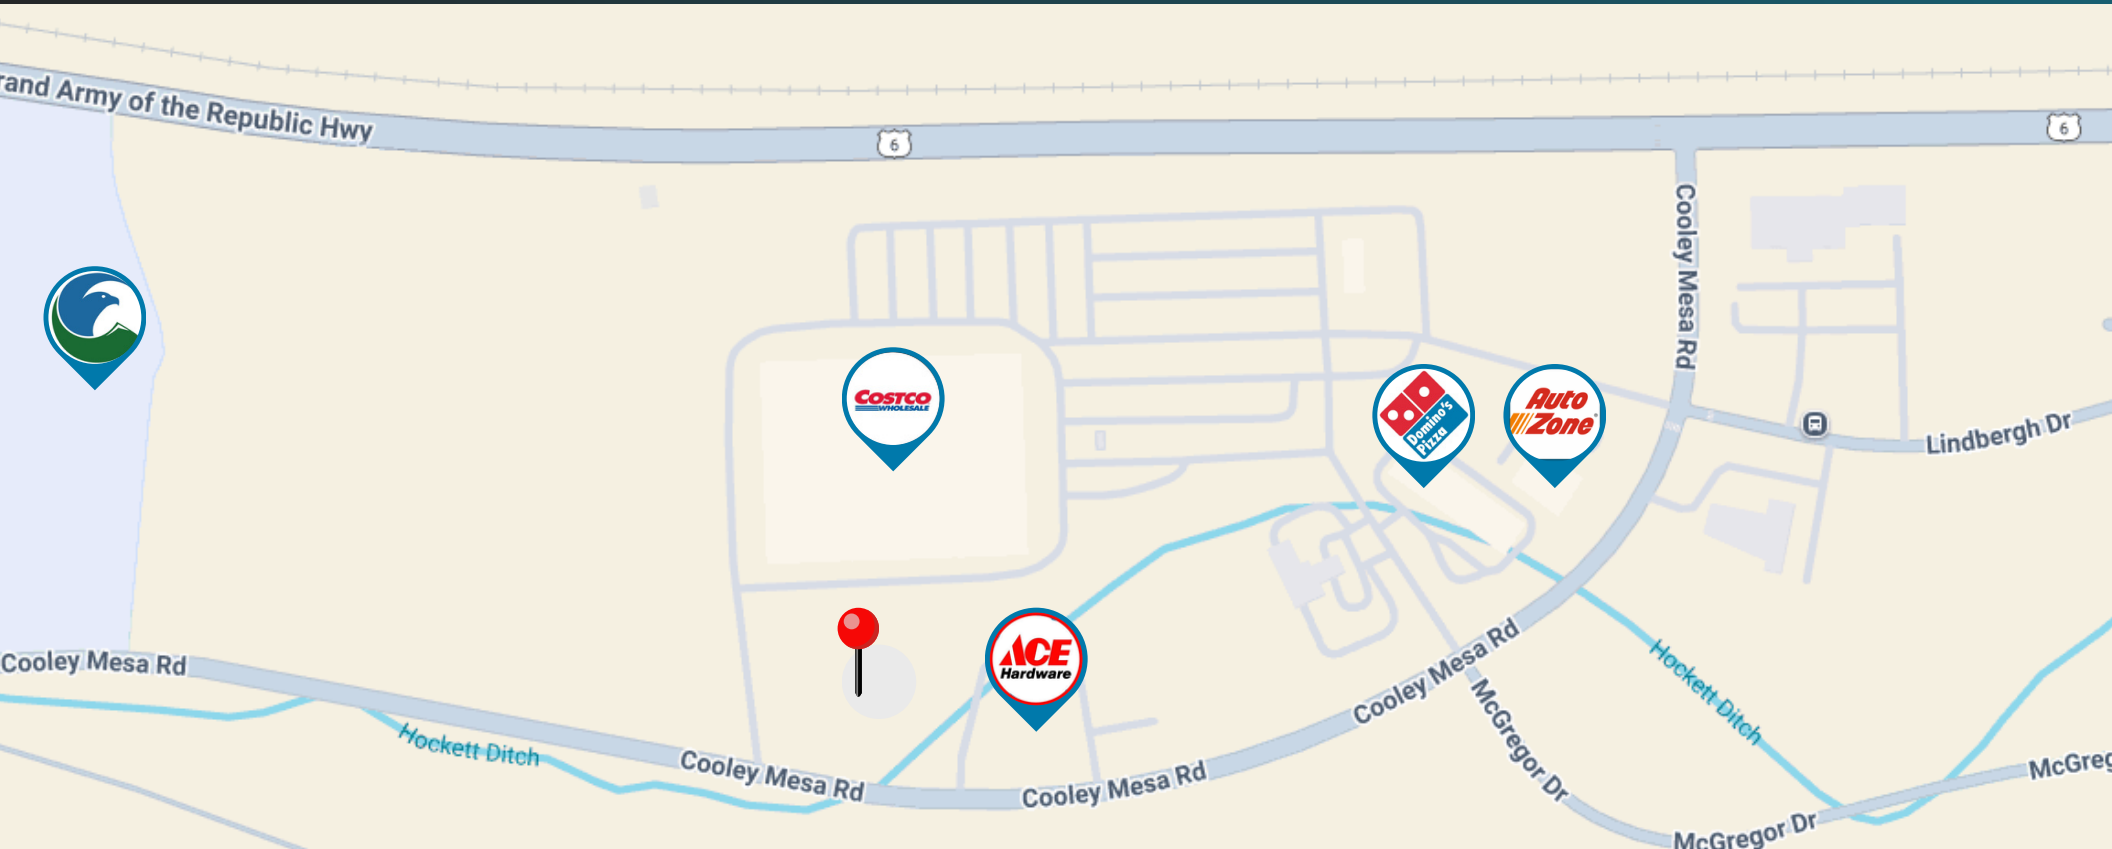 rand Army of the Republic Hwy
6
6
Cooley Mesa Rd
COSTCO
WHOLESALE
Domino's
Pizza
Auto
Zone
Lindbergh Dr
Cooley Mesa Rd
Hockett Ditch
ACE
Hardware
Cooley Mesa Rd
Cooley Mesa Rd
Cooley Mesa Rd
McGregor Dr
Hockett Ditch
McGreg
McGregor Dr